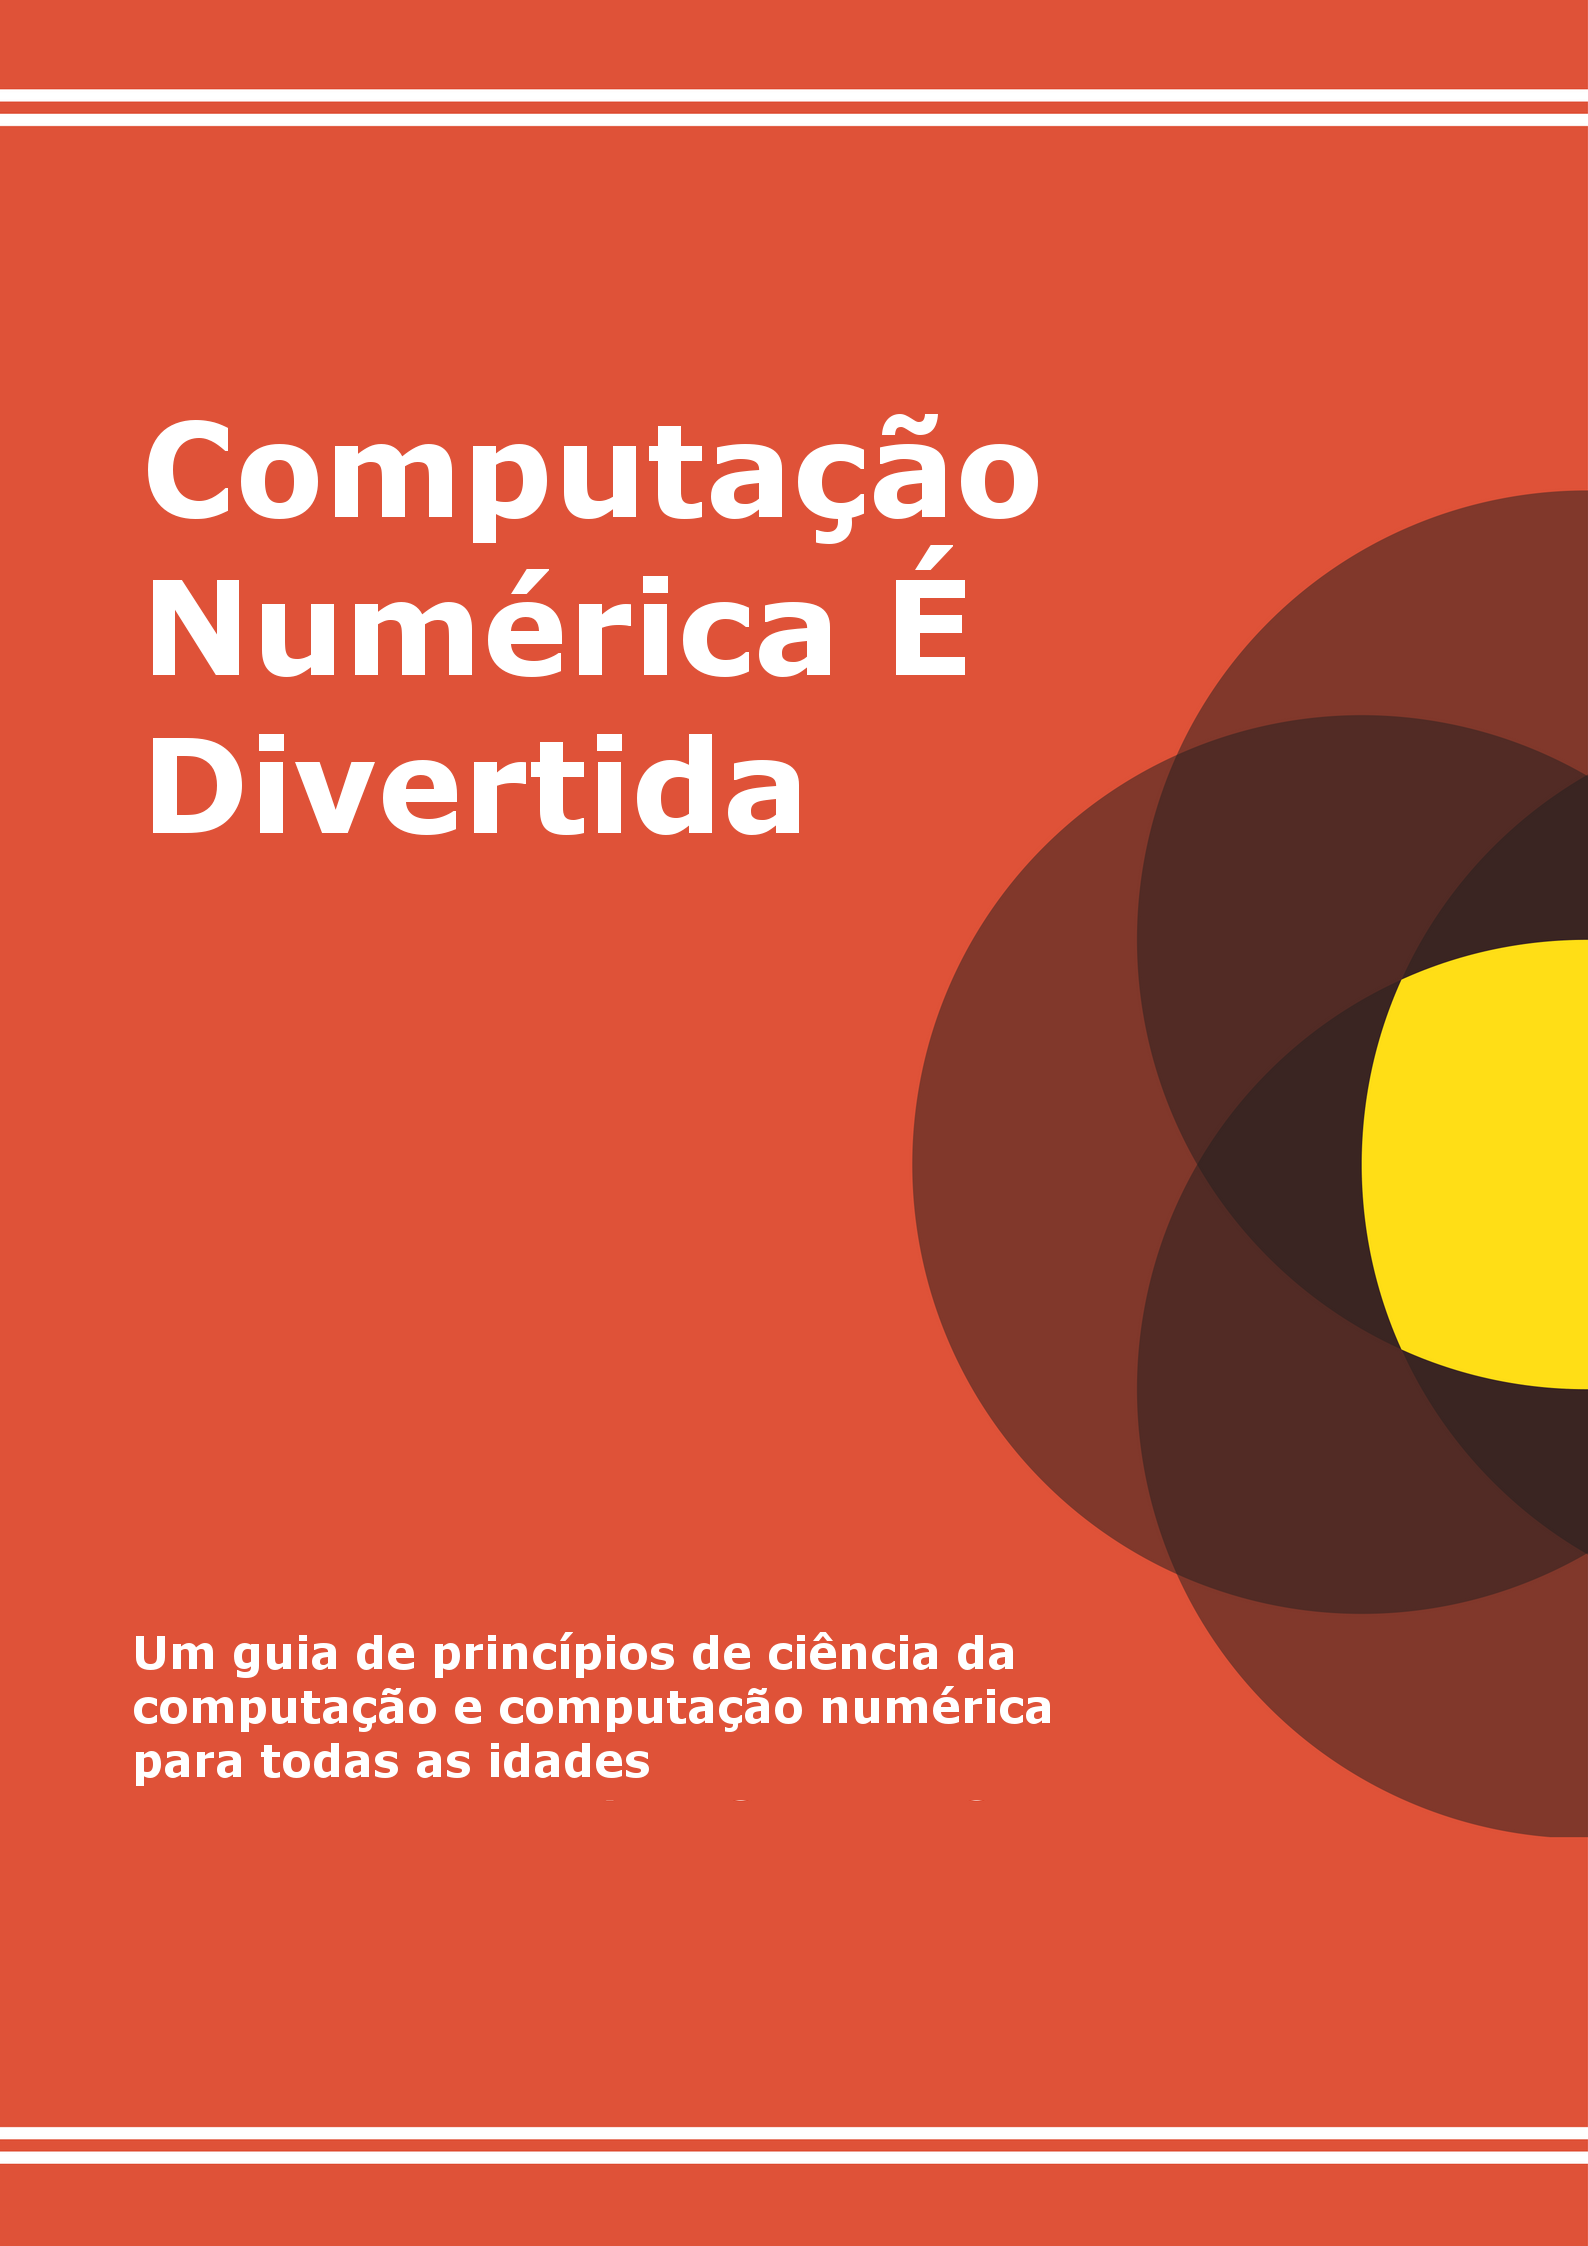 Computação
Numérica É
Divertida
Um guia de princípios de ciência da
computação e computação numérica
para todas as idades